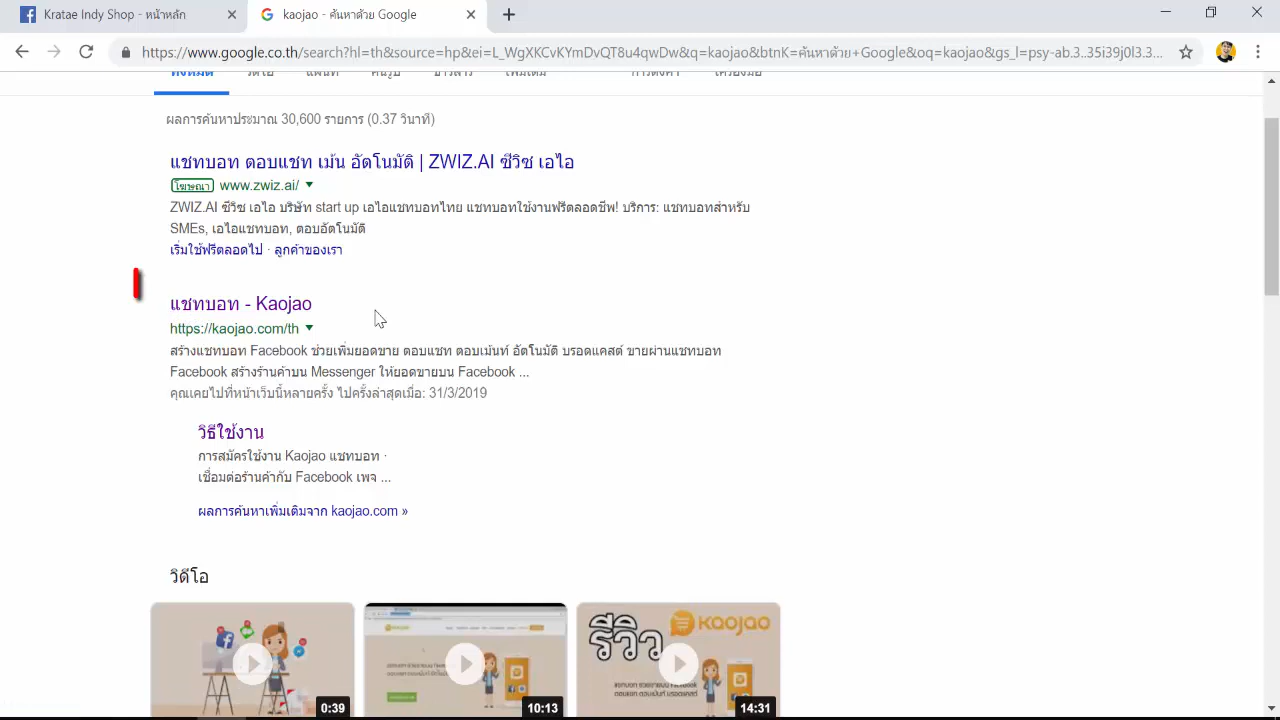 Kratae Indy Shop - หน้าหลัก
kaojao - ค้นหาด้วย Google
https://www.google.co.th/search?hl=th&source=hp&ei=L_WgXKCvKYmDvQT8u4qwDw&q=kaojao&btnK=ค้นหาด้วย+Google&oq=kaojao&gs_l=psy-ab.3..35i39j0l3.3...
ทั้งหมด วิดีโอ แผนที่ ค้นรูป ข่าวสาร เพิ่มเติม การตั้งค่า เครื่องมือ
ผลการค้นหาประมาณ 30,600 รายการ (0.37 วินาที)
แชทบอท ตอบแชท เม้น อัตโนมัติ | ZWIZ.AI ซีวิซ เอไอ
โฆษณา www.zwiz.ai/
ZWIZ.AI ซีวิซ เอไอ บริษัท start up เอไอแชทบอทไทย แชทบอทใช้งานฟรีตลอดชีพ! บริการ: แชทบอทสำหรับ
SMEs, เอไอแชทบอท, ตอบอัตโนมัติ
เริ่มใช้ฟรีตลอดไป · ลูกค้าของเรา
แชทบอท - Kaojao
https://kaojao.com/th
สร้างแชทบอท Facebook ช่วยเพิ่มยอดขาย ตอบแชท ตอบเม้นท์ อัตโนมัติ บรอดแคสต์ ขายผ่านแชทบอท
Facebook สร้างร้านค้าบน Messenger ให้ยอดขายบน Facebook ...
คุณเคยไปที่หน้าเว็บนี้หลายครั้ง ไปครั้งล่าสุดเมื่อ: 31/3/2019
วิธีใช้งาน
การสมัครใช้งาน Kaojao แชทบอท ·
เชื่อมต่อร้านค้ากับ Facebook เพจ ...
ผลการค้นหาเพิ่มเติมจาก kaojao.com »
วิดีโอ
รีวิว kaojao
0:39
10:13
14:31